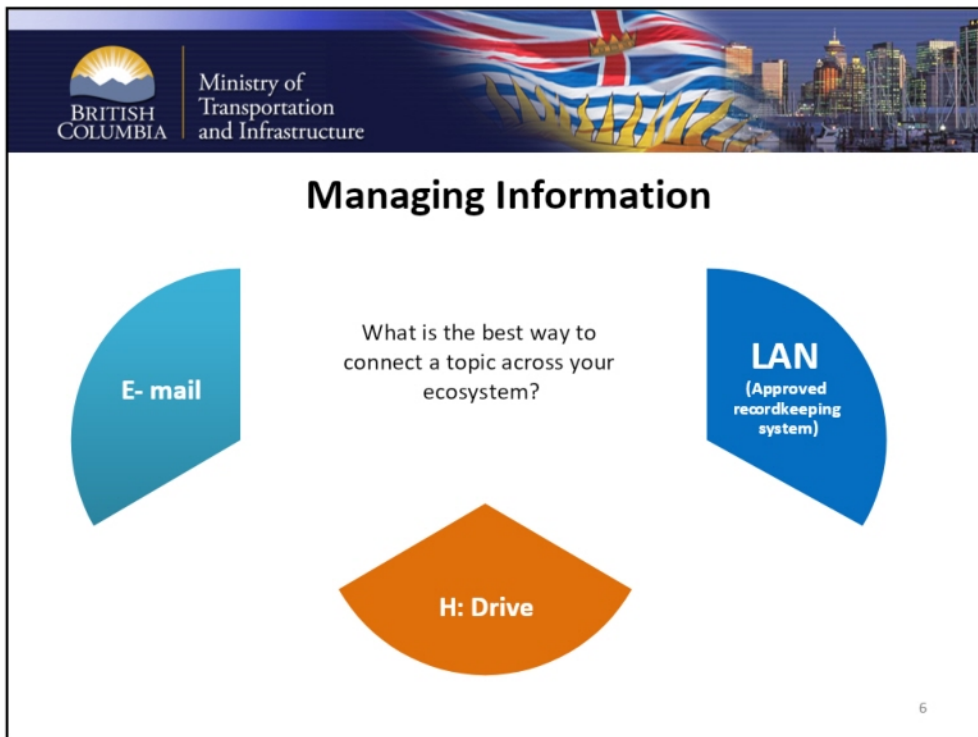 BRITISH
COLUMBIA
Ministry of
Transportation
and Infrastructure
Managing Information
What is the best way to
connect a topic across your
ecosystem?
E- mail
LAN
(Approved
recordkeeping
system)
H: Drive
6